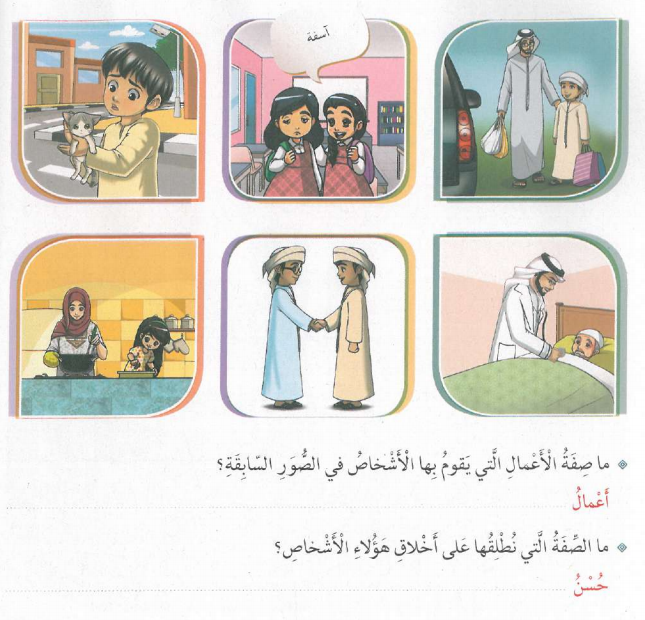 آسفة
ما صِفَةُ الْأَعْمالِ الَّتي يَقومُ بِها الْأَشْخاصُ في الصُّوَرِ السّابِقَةِ؟
أَعْمالُ
ما الصِّفَةُ الَّتي نُطْلِقُها عَلى أَخْلاقِ هَؤُلاءِ الْأَشْخاصِ؟
حُسْنُ